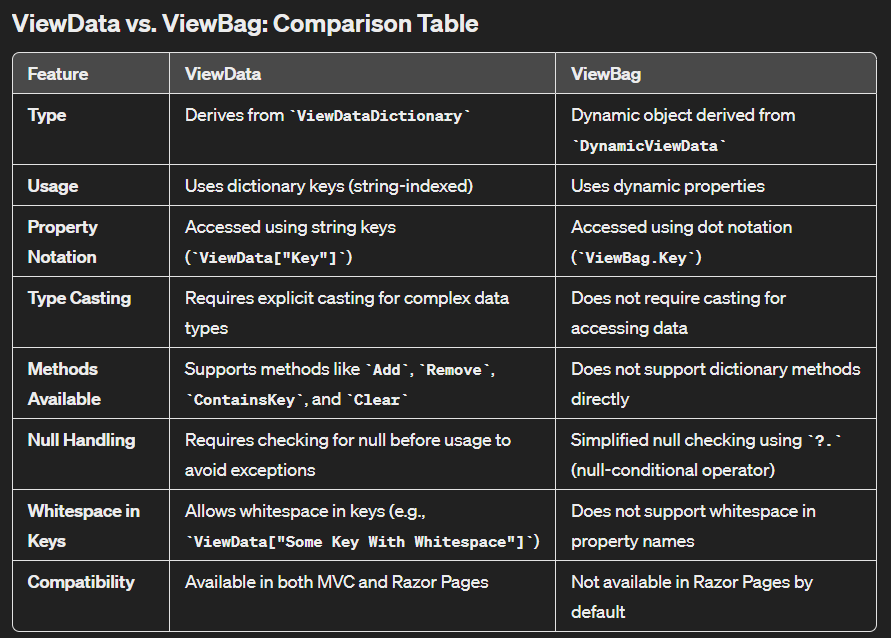 ViewData vs. ViewBag: Comparison Table
Feature ViewData ViewBag
Type Derives from `ViewDataDictionary` Dynamic object derived from
`DynamicViewData`
Usage Uses dictionary keys (string-indexed) Uses dynamic properties
Property Accessed using string keys Accessed using dot notation
Notation (`ViewData["Key"]`) (`ViewBag.Key`)
Type Casting Requires explicit casting for complex data Does not require casting for
types accessing data
Methods Supports methods like `Add`, `Remove`, Does not support dictionary methods
Available `ContainsKey`, and `Clear` directly
Null Handling Requires checking for null before usage to Simplified null checking using `?.`
avoid exceptions (null-conditional operator)
Whitespace in Allows whitespace in keys (e.g., Does not support whitespace in
Keys `ViewData["Some Key With Whitespace"]`) property names
Compatibility Available in both MVC and Razor Pages Not available in Razor Pages by
default